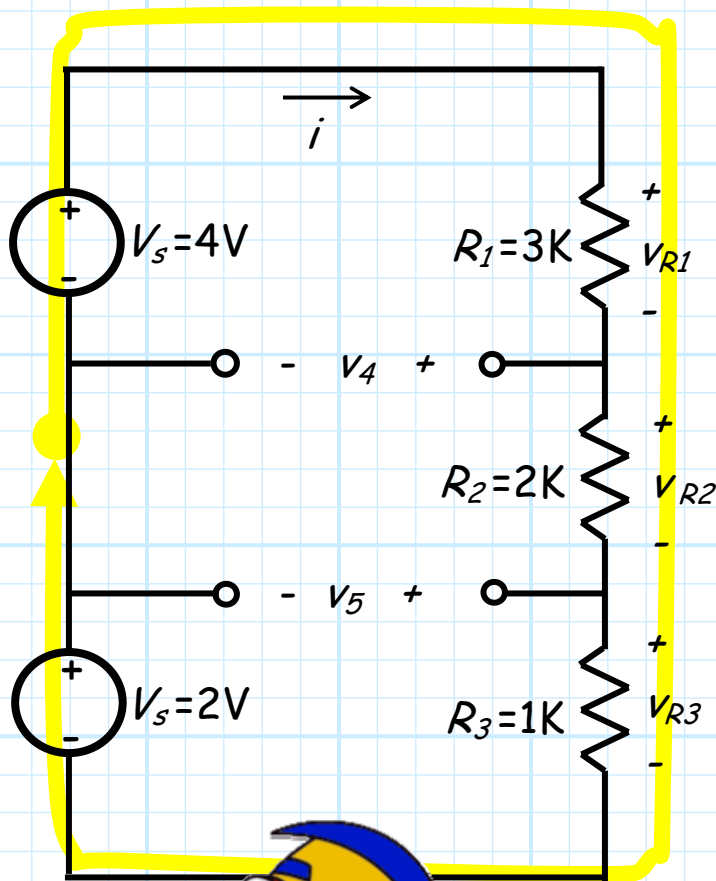 i
+
-
Vs=4V
R1=3K
+
vR1
-
- v4 +
R2=2K
+
vR2
-
- v5 +
+
-
Vs=2V
R3=1K
+
vR3
-